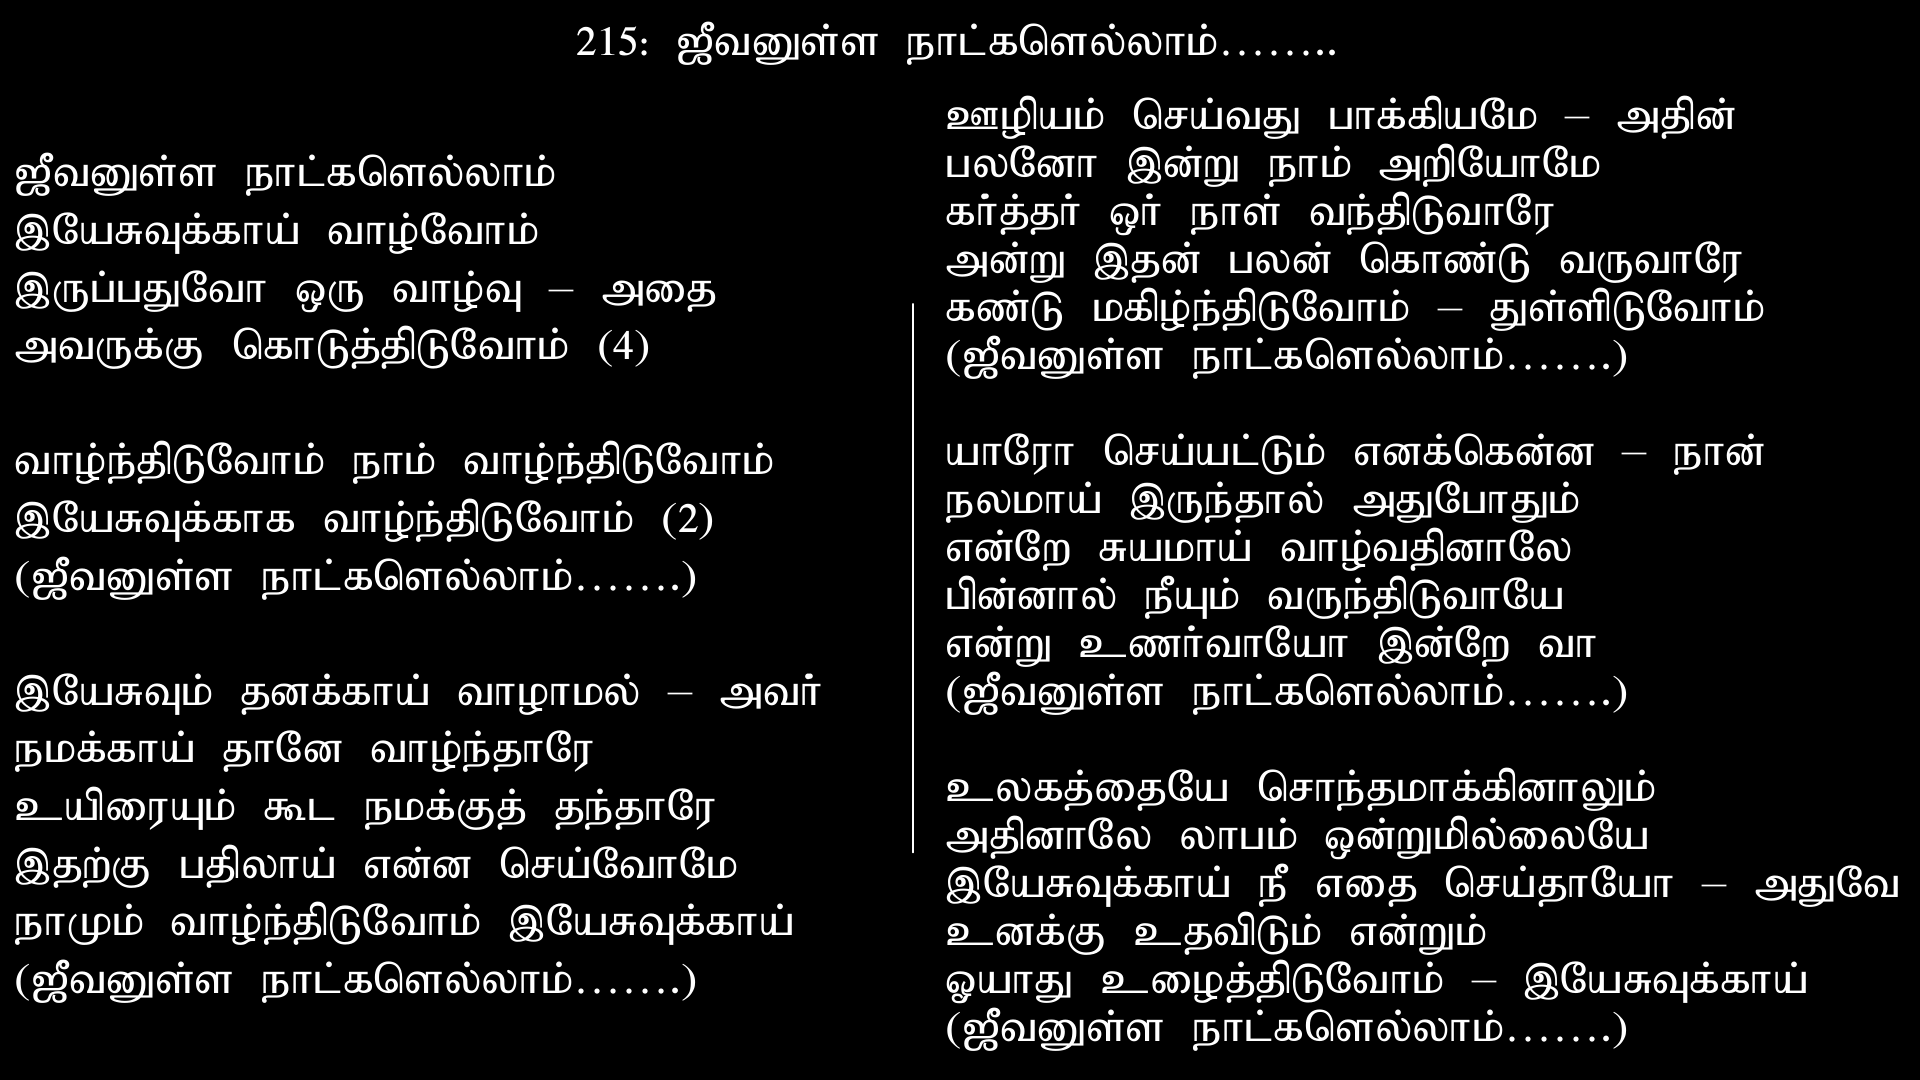 215: ஜீவனுள்ள நாட்களெல்லாம்……..
ஜீவனுள்ள நாட்களெல்லாம்
இயேசுவுக்காய் வாழ்வோம்
இருப்பதுவோ ஒரு வாழ்வு – அதை
அவருக்கு கொடுத்திடுவோம் (4)
வாழ்ந்திடுவோம் நாம் வாழ்ந்திடுவோம்
இயேசுவுக்காக வாழ்ந்திடுவோம் (2)
(ஜீவனுள்ள நாட்களெல்லாம்…….)
இயேசுவும் தனக்காய் வாழாமல் – அவர்
நமக்காய் தானே வாழ்ந்தாரே
உயிரையும் கூட நமக்குத் தந்தாரே
இதற்கு பதிலாய் என்ன செய்வோமே
நாமும் வாழ்ந்திடுவோம் இயேசுவுக்காய்
(ஜீவனுள்ள நாட்களெல்லாம்…….)
ஊழியம் செய்வது பாக்கியமே – அதின்
பலனோ இன்று நாம் அறியோமே
கர்த்தர் ஓர் நாள் வந்திடுவாரே
அன்று இதன் பலன் கொண்டு வருவாரே
கண்டு மகிழ்ந்திடுவோம் – துள்ளிடுவோம்
(ஜீவனுள்ள நாட்களெல்லாம்…….)
யாரோ செய்யட்டும் எனக்கென்ன – நான்
நலமாய் இருந்தால் அதுபோதும்
என்றே சுயமாய் வாழ்வதினாலே
பின்னால் நீயும் வருந்திடுவாயே
என்று உணர்வாயோ இன்றே வா
(ஜீவனுள்ள நாட்களெல்லாம்…….)
உலகத்தையே சொந்தமாக்கினாலும்
அதினாலே லாபம் ஒன்றுமில்லையே
இயேசுவுக்காய் நீ எதை செய்தாயோ – அதுவே
உனக்கு உதவிடும் என்றும்
ஓயாது உழைத்திடுவோம் – இயேசுவுக்காய்
(ஜீவனுள்ள நாட்களெல்லாம்…….)